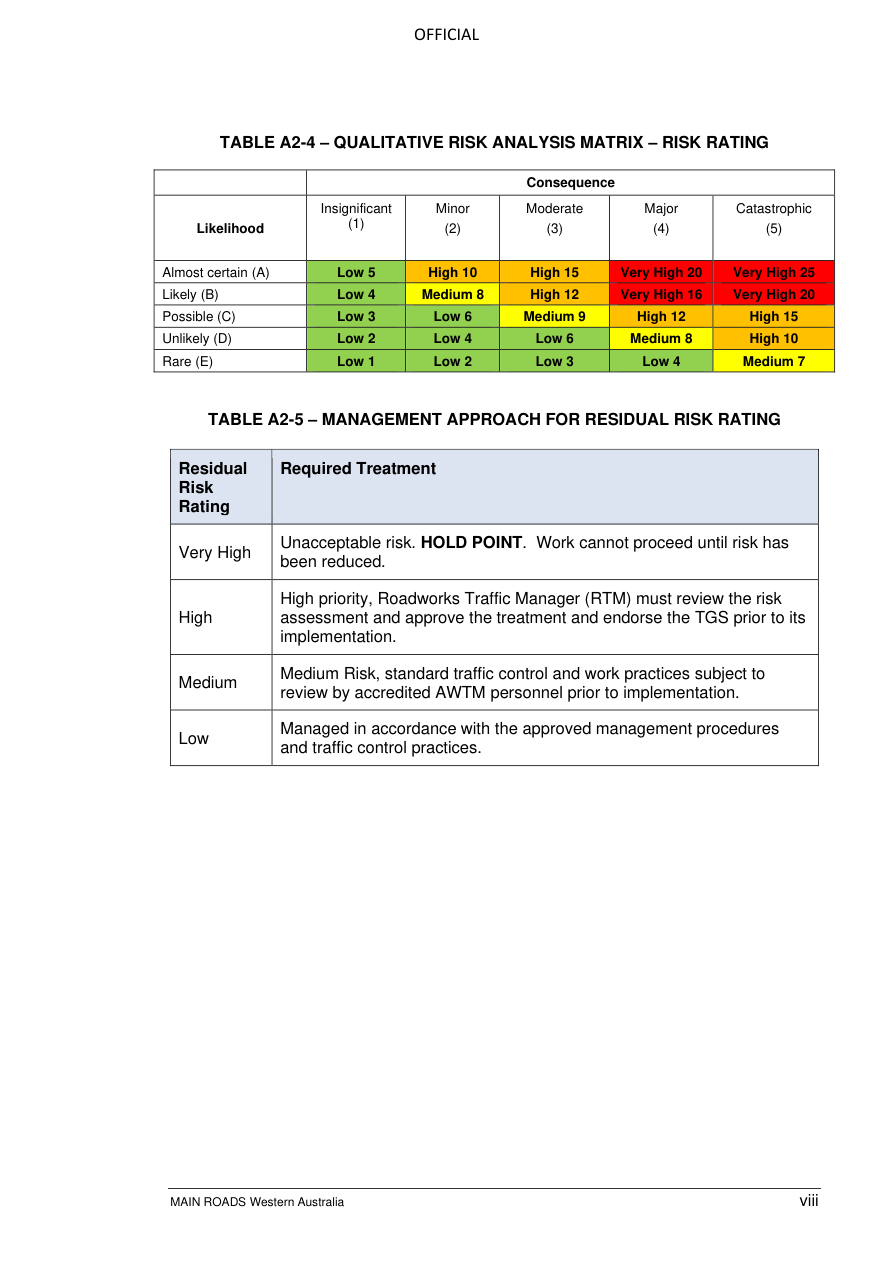 OFFICIAL
TABLE A2-4 – QUALITATIVE RISK ANALYSIS MATRIX – RISK RATING
Consequence
Likelihood Insignificant (1) Minor (2) Moderate (3) Major (4) Catastrophic (5)
Almost certain (A) Low 5 High 10 High 15 Very High 20 Very High 25
Likely (B) Low 4 Medium 8 High 12 Very High 16 Very High 20
Possible (C) Low 3 Low 6 Medium 9 High 12 High 15
Unlikely (D) Low 2 Low 4 Low 6 Medium 8 High 10
Rare (E) Low 1 Low 2 Low 3 Low 4 Medium 7
TABLE A2-5 – MANAGEMENT APPROACH FOR RESIDUAL RISK RATING
Residual Risk Rating Required Treatment
Very High
Unacceptable risk. HOLD POINT.  Work cannot proceed until risk has
been reduced.
High
High priority, Roadworks Traffic Manager (RTM) must review the risk
assessment and approve the treatment and endorse the TGS prior to its
implementation.
Medium
Medium Risk, standard traffic control and work practices subject to
review by accredited AWTM personnel prior to implementation.
Low
Managed in accordance with the approved management procedures
and traffic control practices.
MAIN ROADS Western Australia viii